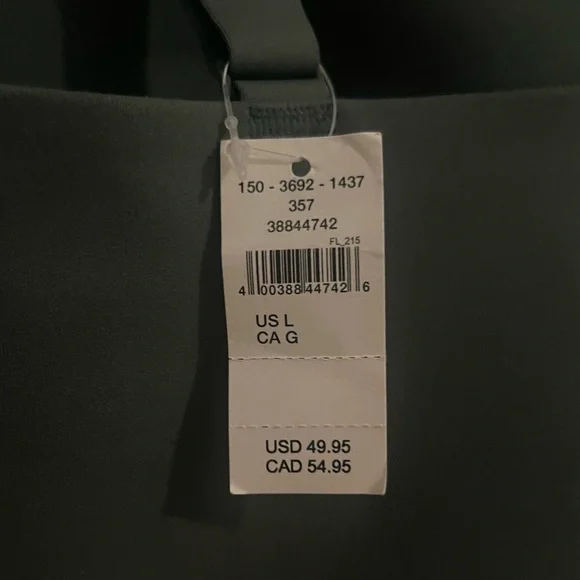 150 - 3692 - 1437
357
38844742
FL_215
4 00388 44742 6
US L
CA G
USD 49.95
CAD 54.95